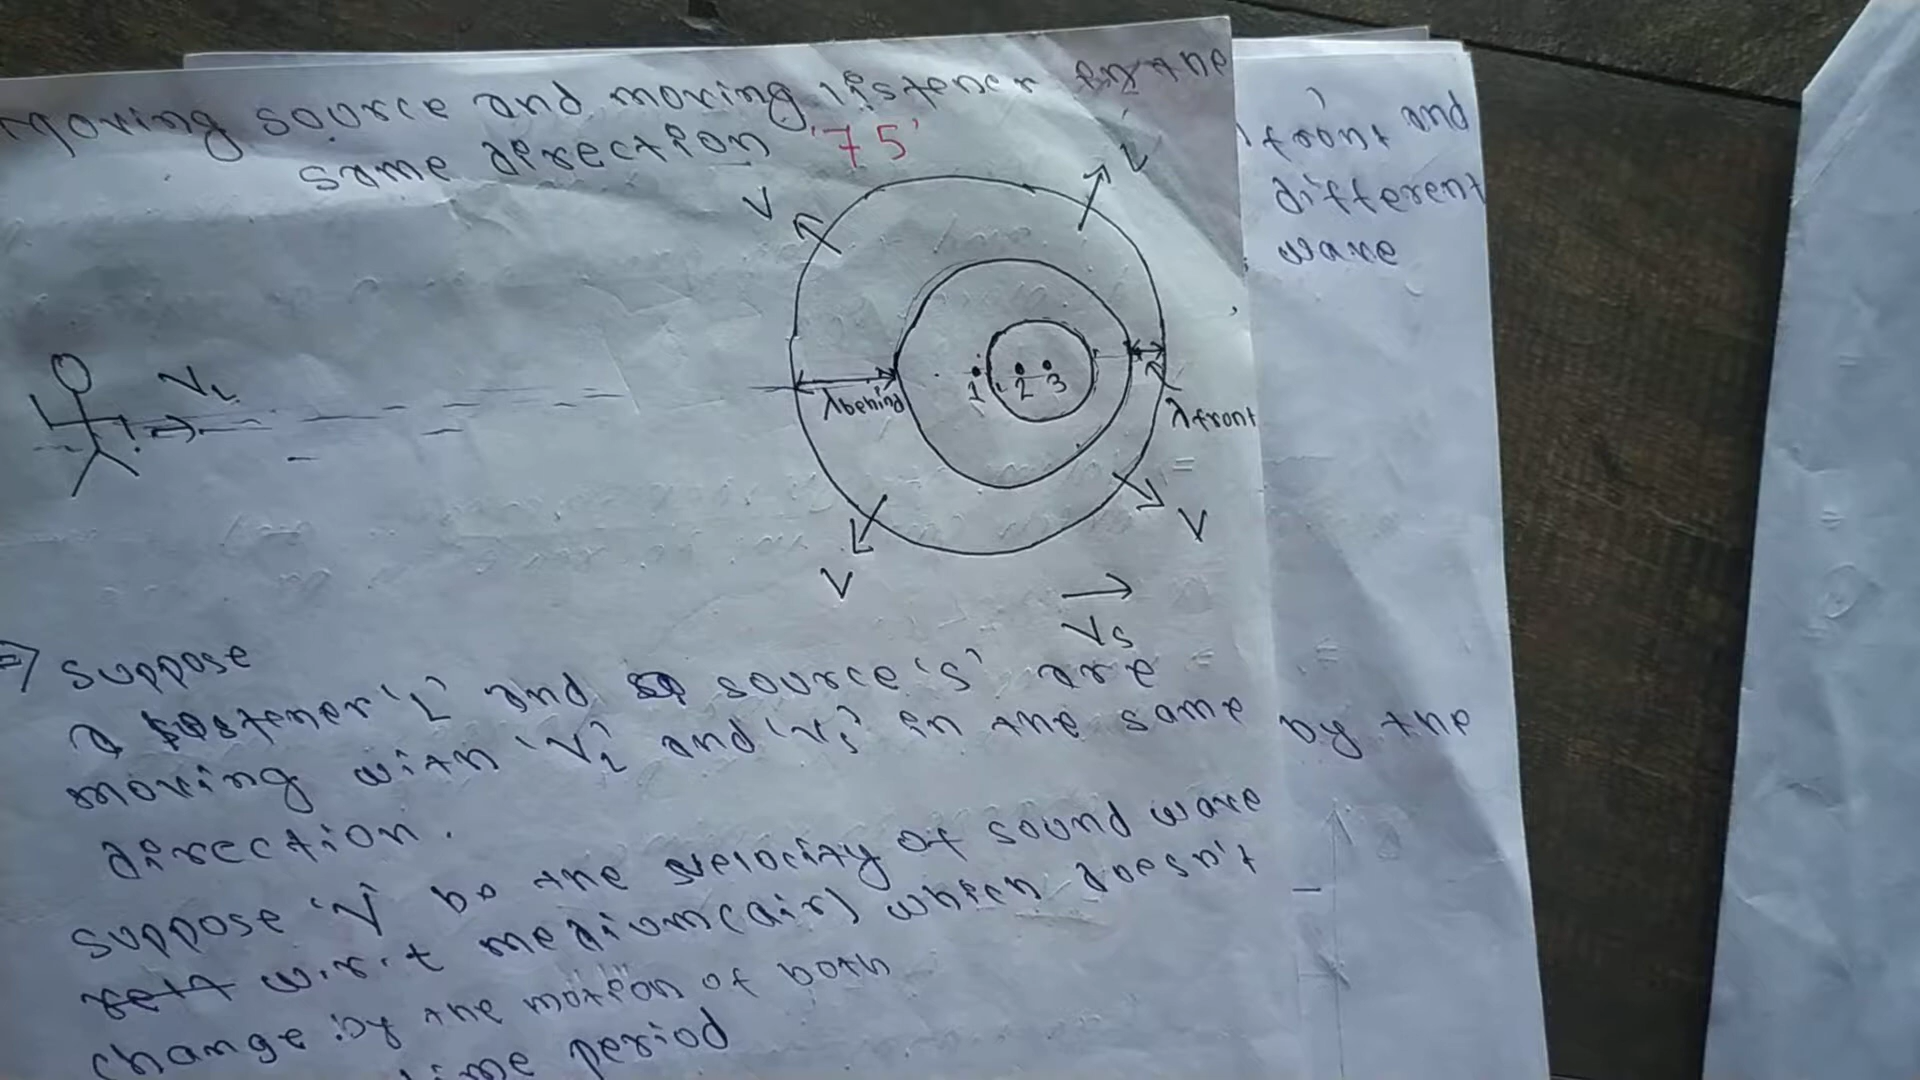 Moving source and moving listener in the
same direction '75'
V
L
V
VL
1
2
3
λbehind
λfront
V
V
Vs
=> suppose
a listener 'L' and source 's' are
moving with 'VL' and 'vs' in the same
direction.
suppose 'V' be the velocity of sound wave
w.r.t medium (air) which doesn't
change by the motion of both
time period
front and
different
wave
by the